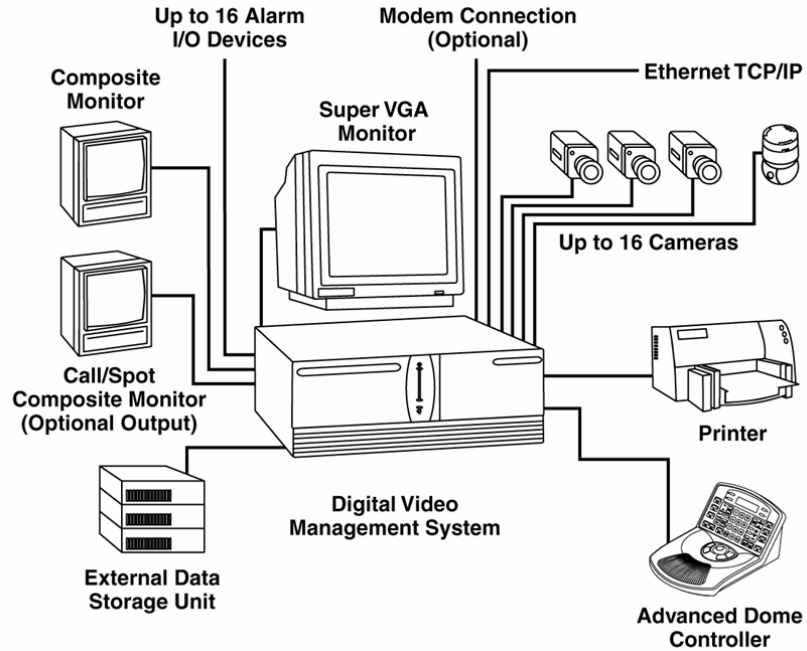 Up to 16 Alarm
I/O Devices
Modem Connection
(Optional)
Ethernet TCP/IP
Composite
Monitor
Super VGA
Monitor
Up to 16 Cameras
Call/Spot
Composite Monitor
(Optional Output)
Printer
Digital Video
Management System
External Data
Storage Unit
Advanced Dome
Controller